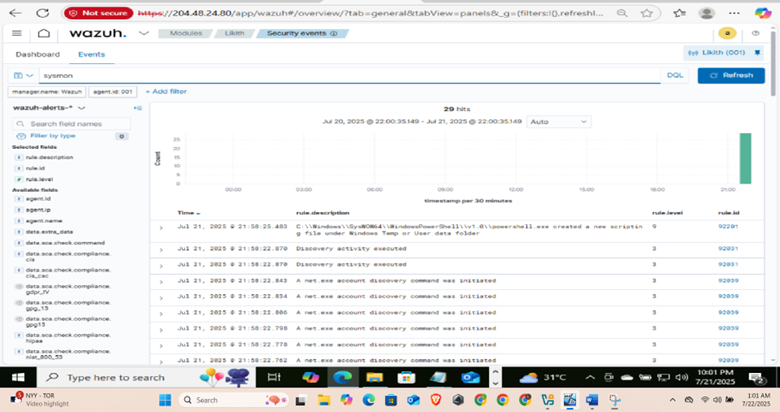 Not secure https://204.48.24.80/app/wazuh#/overview/?tab=general&tabView=panels&_g=(filters:!(),refreshI...
wazuh. Modules Likith Security events
a
Dashboard Events
Likith (001)
sysmon DQL Refresh
manager.name: Wazuh agent.id: 001 + Add filter
wazuh-alerts-*
Search field names
Filter by type 0
Selected fields
rule.description
rule.id
rule.level
Available fields
agent.id
agent.ip
agent.name
data.extra_data
data.sca.check.command
data.sca.check.compliance.
cis
data.sca.check.compliance.
cis_csc
data.sca.check.compliance.
gdpr_IV
data.sca.check.compliance.
gpg_13
data.sca.check.compliance.
gpg13
data.sca.check.compliance.
hipaa
data.sca.check.compliance.
nist_800_53
29 hits
Jul 20, 2025 @ 22:00:35.149 - Jul 21, 2025 @ 22:00:35.149 Auto
Count
25
20
15
10
5
0
00:00 03:00 06:00 09:00 12:00 15:00 18:00 21:00
timestamp per 30 minutes
Time rule.description rule.level rule.id
Jul 21, 2025 @ 21:58:25.483 C:\\Windows\\SysWOW64\\WindowsPowerShell\\v1.0\\powershell.exe created a new scripting file under Windows Temp or User data folder 9 92201
Jul 21, 2025 @ 21:58:22.870 Discovery activity executed 3 92031
Jul 21, 2025 @ 21:58:22.870 Discovery activity executed 3 92031
Jul 21, 2025 @ 21:58:22.843 A net.exe account discovery command was initiated 3 92039
Jul 21, 2025 @ 21:58:22.834 A net.exe account discovery command was initiated 3 92039
Jul 21, 2025 @ 21:58:22.806 A net.exe account discovery command was initiated 3 92039
Jul 21, 2025 @ 21:58:22.798 A net.exe account discovery command was initiated 3 92039
Jul 21, 2025 @ 21:58:22.778 A net.exe account discovery command was initiated 3 92039
Jul 21, 2025 @ 21:58:22.762 A net.exe account discovery command was initiated 3 92039
Type here to search
31°C
10:01 PM
7/21/2025
NYY - TOR
Video highlight
Search
1:01 AM
7/22/2025